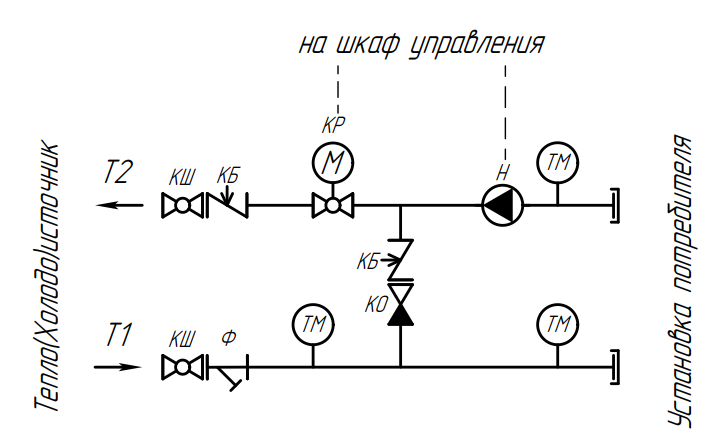 на шкаф управления
КР
М
Н
ТМ
Т2
КШ
КБ
КБ
КО
Т1
КШ
Ф
ТМ
ТМ
Тепло(Холодо)источник
Установка потребителя